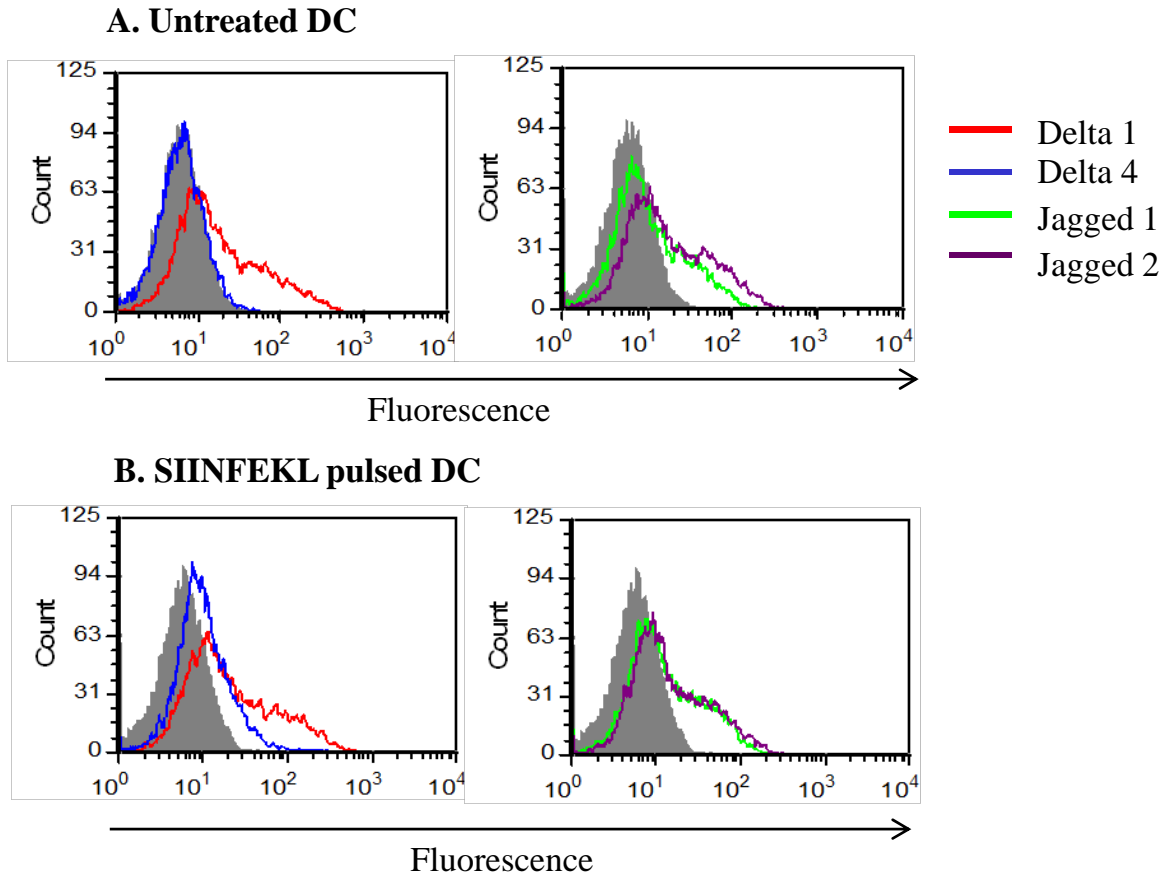 A. Untreated DC
125
94
63
31
0
Count
10^0 10^1 10^2 10^3 10^4
125
94
63
31
0
Count
10^0 10^1 10^2 10^3 10^4
Delta 1
Delta 4
Jagged 1
Jagged 2
Fluorescence
B. SIINFEKL pulsed DC
125
94
63
31
0
Count
10^0 10^1 10^2 10^3 10^4
125
94
63
31
0
Count
10^0 10^1 10^2 10^3 10^4
Fluorescence